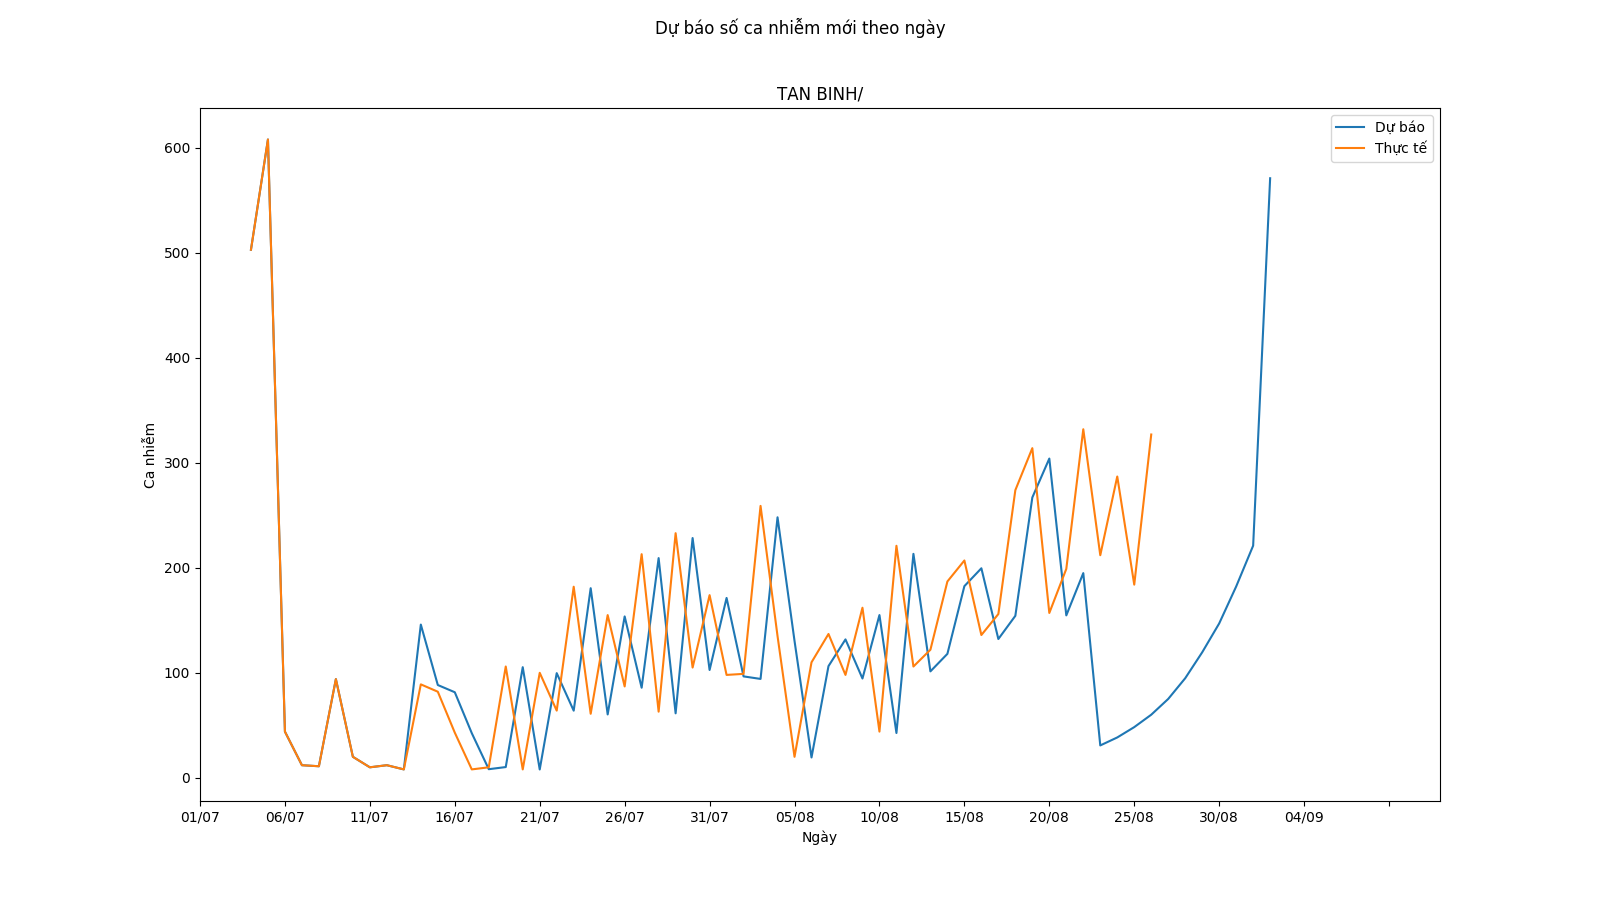 Dự báo số ca nhiễm mới theo ngày
TAN BINH/
Dự báo
Thực tế
600
500
400
300
200
100
0
Ca nhiễm
01/07 06/07 11/07 16/07 21/07 26/07 31/07 05/08 10/08 15/08 20/08 25/08 30/08 04/09
Ngày